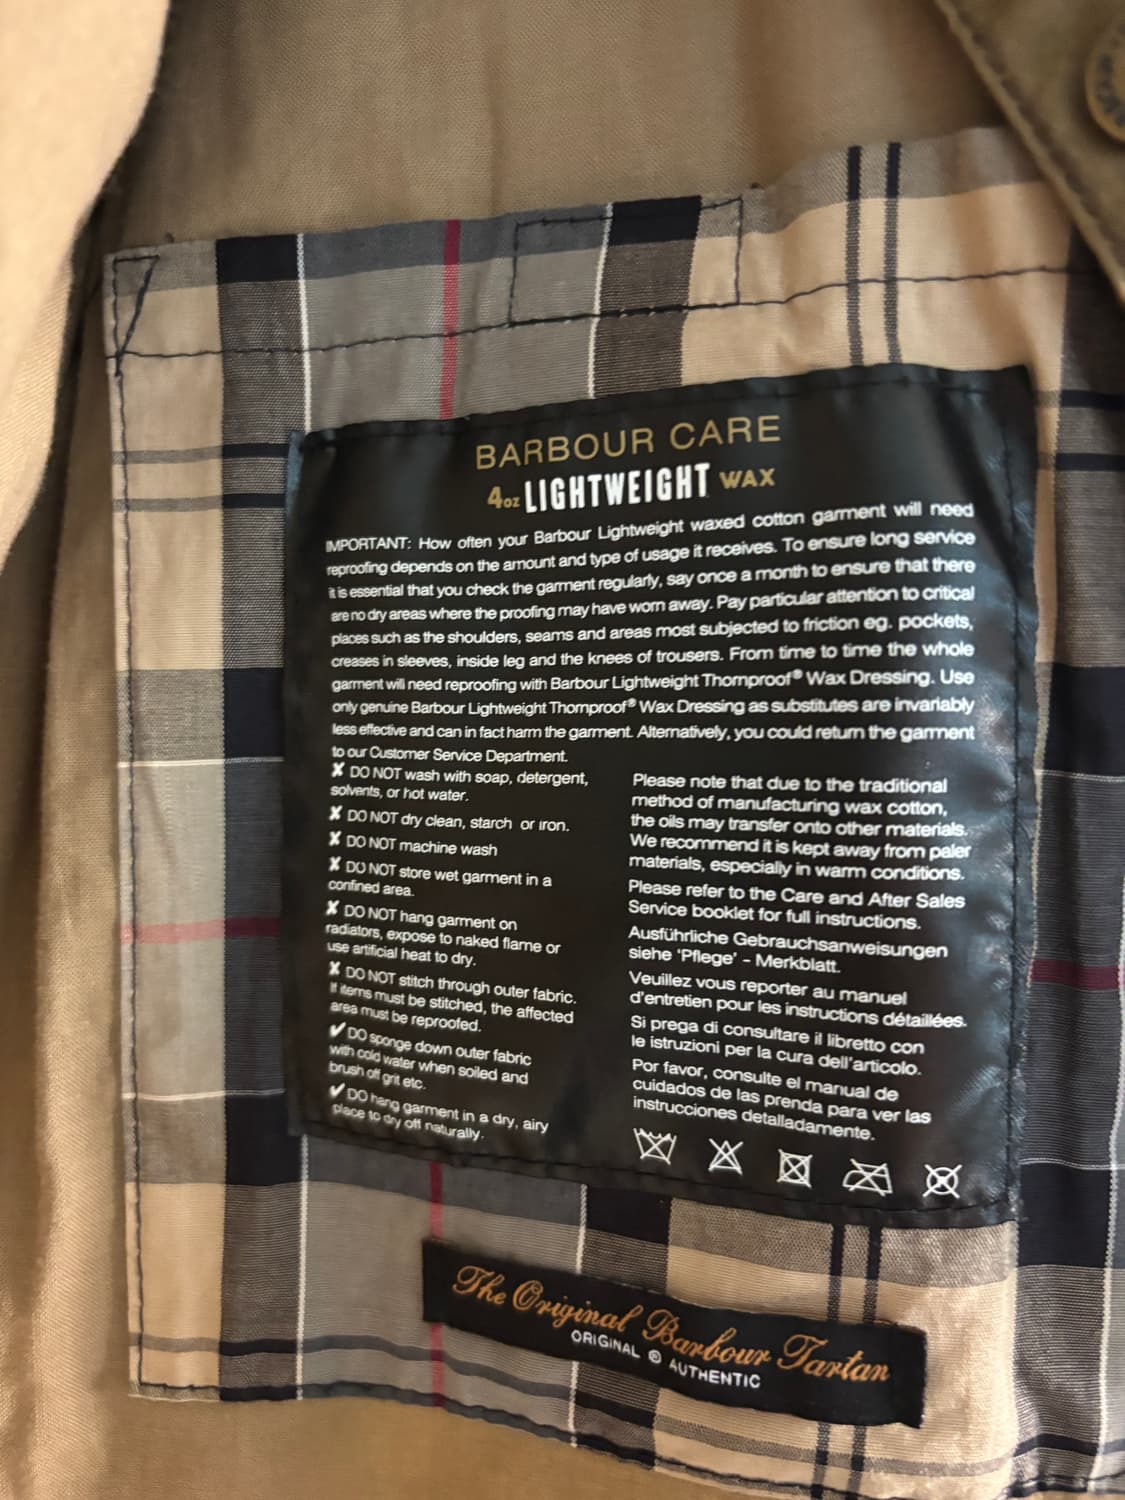 BARBOUR CARE
4oz LIGHTWEIGHT WAX
IMPORTANT: How often your Barbour Lightweight waxed cotton garment will need
reproofing depends on the amount and type of usage it receives. To ensure long service
it is essential that you check the garment regularly, say once a month to ensure that there
are no dry areas where the proofing may have worn away. Pay particular attention to critical
places such as the shoulders, seams and areas most subjected to friction eg. pockets,
creases in sleeves, inside leg and the knees of trousers. From time to time the whole
garment will need reproofing with Barbour Lightweight Thornproof® Wax Dressing. Use
only genuine Barbour Lightweight Thornproof® Wax Dressing as substitutes are invariably
less effective and can in fact harm the garment. Alternatively, you could return the garment
to our Customer Service Department.
✘ DO NOT wash with soap, detergent,
solvents, or hot water.
✘ DO NOT dry clean, starch or iron.
✘ DO NOT machine wash
✘ DO NOT store wet garment in a
confined area.
✘ DO NOT hang garment on
radiators, expose to naked flame or
use artificial heat to dry.
✘ DO NOT stitch through outer fabric.
If items must be stitched, the affected
area must be reproofed.
✔ DO sponge down outer fabric
with cold water when soiled and
brush off grit etc.
✔ DO hang garment in a dry, airy
place to dry off naturally.
Please note that due to the traditional
method of manufacturing wax cotton,
the oils may transfer onto other materials.
We recommend it is kept away from paler
materials, especially in warm conditions.
Please refer to the Care and After Sales
Service booklet for full instructions.
Ausführliche Gebrauchsanweisungen
siehe 'Pflege' - Merkblatt.
Veuillez vous reporter au manuel
d'entretien pour les instructions détaillées.
Si prega di consultare il libretto con
le istruzioni per la cura dell'articolo.
Por favor, consulte el manual de
cuidados de las prenda para ver las
instrucciones detalladamente.
The Original Barbour Tartan
ORIGINAL ® AUTHENTIC